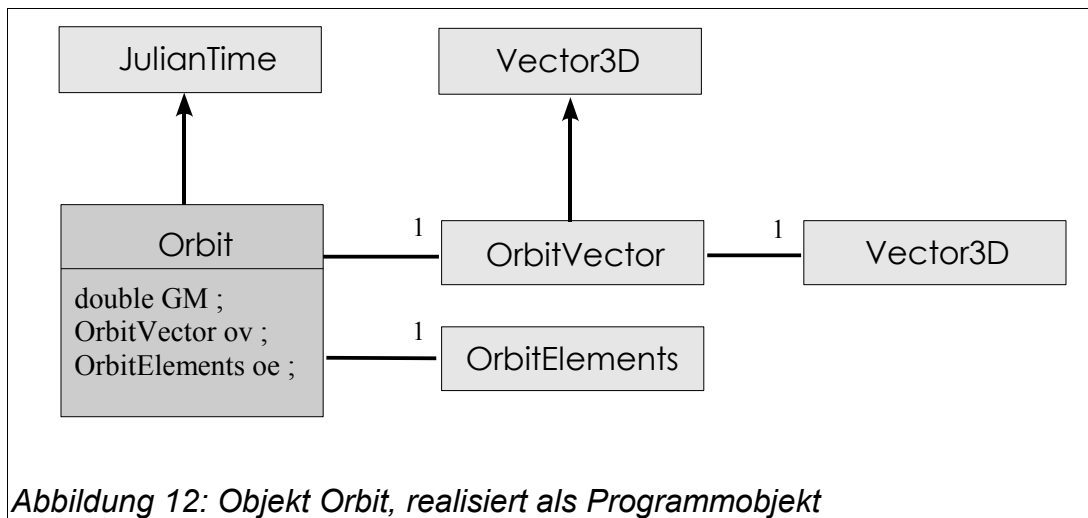 JulianTime
Vector3D
Orbit
double GM ;
OrbitVector ov ;
OrbitElements oe ;
1
OrbitVector
1
Vector3D
1
OrbitElements
Abbildung 12: Objekt Orbit, realisiert als Programmobjekt